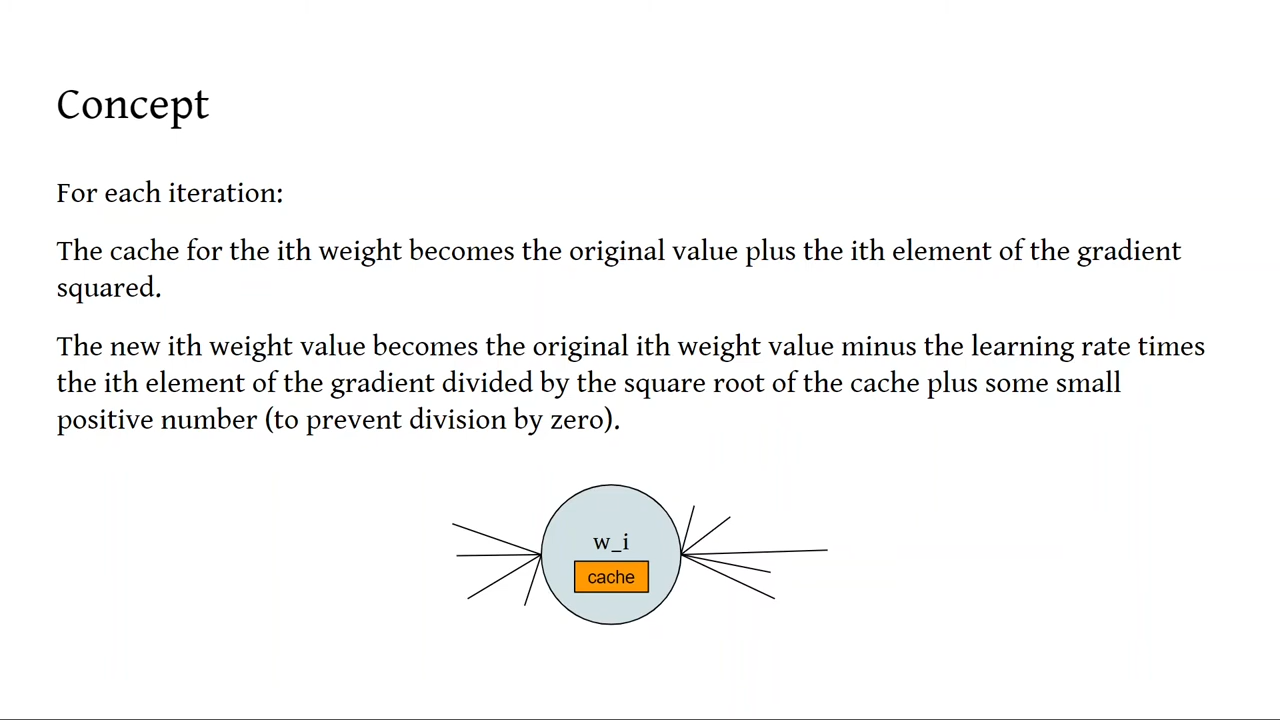 Concept
For each iteration:
The cache for the ith weight becomes the original value plus the ith element of the gradient
squared.
The new ith weight value becomes the original ith weight value minus the learning rate times
the ith element of the gradient divided by the square root of the cache plus some small
positive number (to prevent division by zero).
w_i
cache